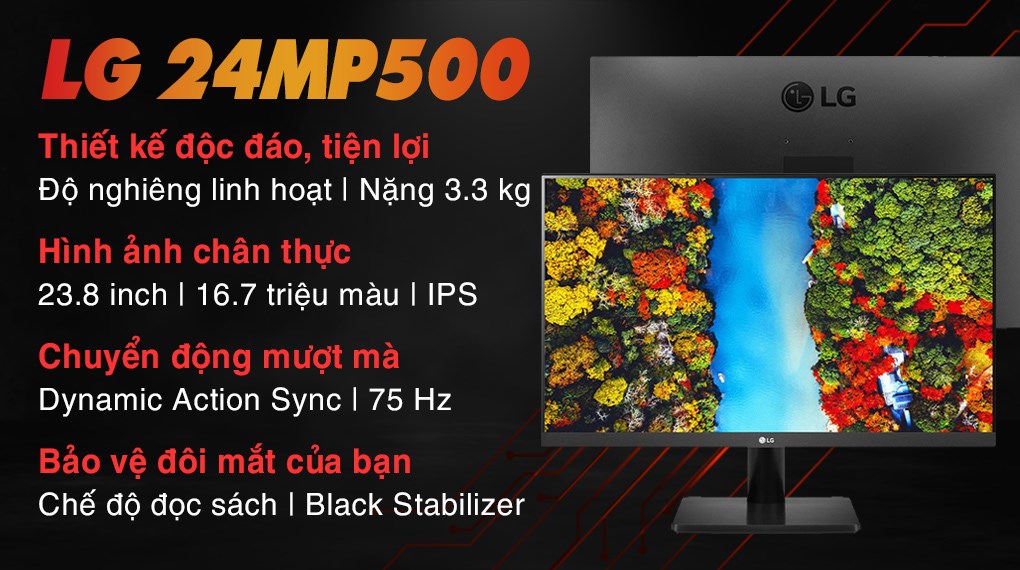 LG 24MP500
Thiết kế độc đáo, tiện lợi
Độ nghiêng linh hoạt | Nặng 3.3 kg
Hình ảnh chân thực
23.8 inch | 16.7 triệu màu | IPS
Chuyển động mượt mà
Dynamic Action Sync | 75 Hz
Bảo vệ đôi mắt của bạn
Chế độ đọc sách | Black Stabilizer
LG
LG